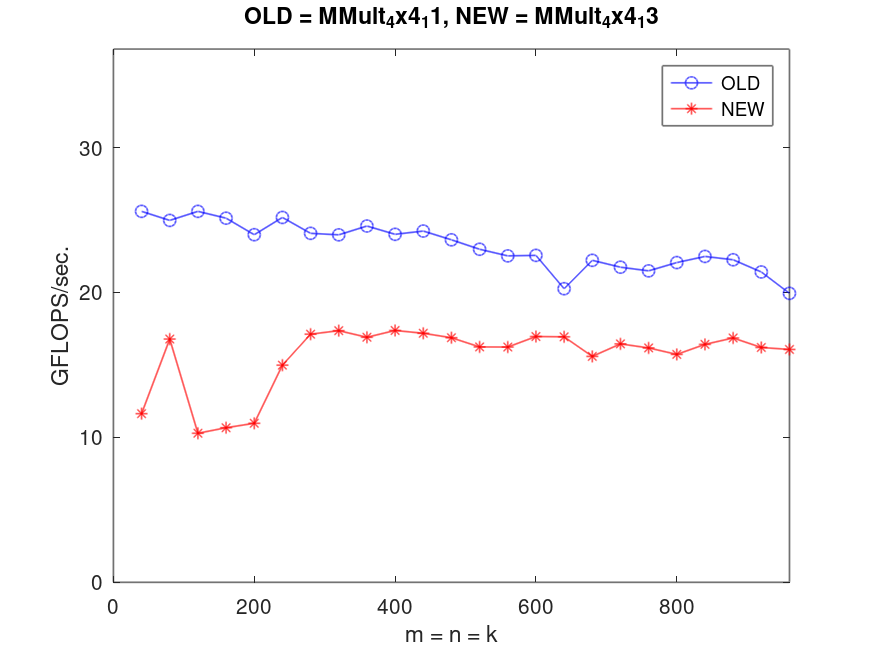 OLD = MMult₄x4₁1, NEW = MMult₄x4₁3
OLD
NEW
30
20
10
0
GFLOPS/sec.
0 200 400 600 800
m = n = k